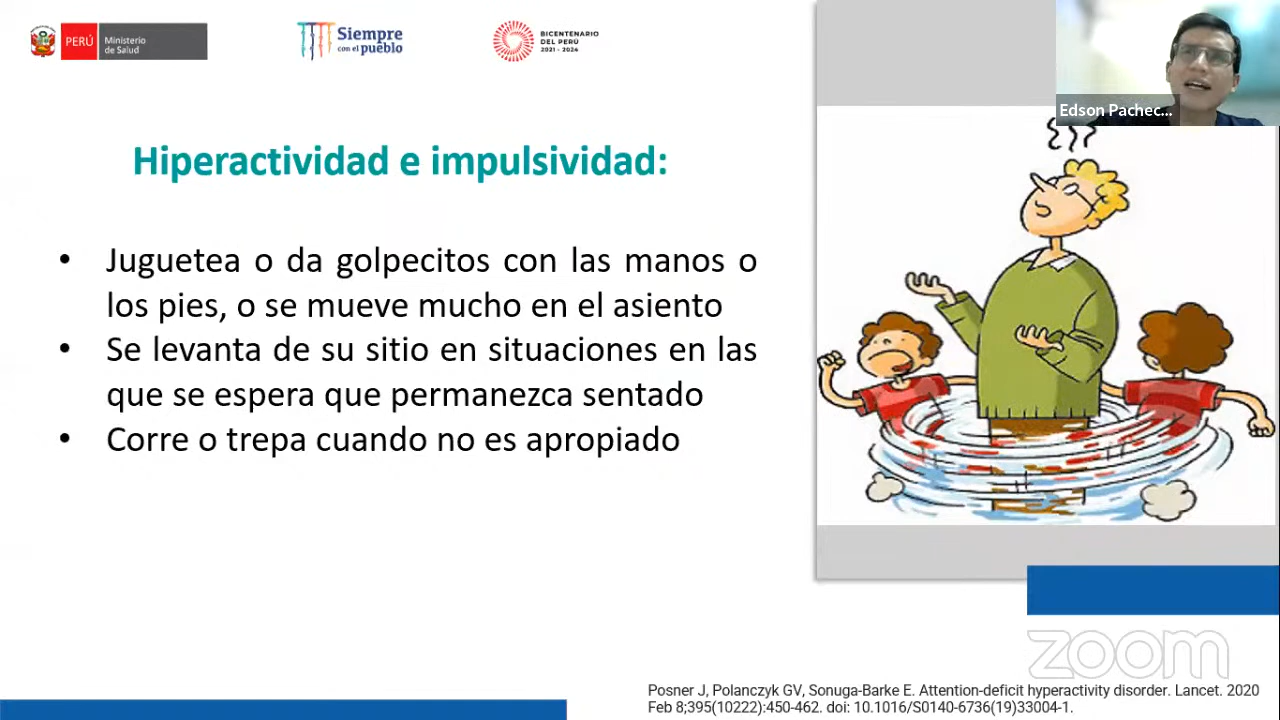 PERÚ
Ministerio
de Salud
Siempre
con el pueblo
BICENTENARIO
DEL PERÚ
2021 - 2024
Edson Pachec...
Hiperactividad e impulsividad:
• Juguetea o da golpecitos con las manos o
los pies, o se mueve mucho en el asiento
• Se levanta de su sitio en situaciones en las
que se espera que permanezca sentado
• Corre o trepa cuando no es apropiado
zoom
Posner J, Polanczyk GV, Sonuga-Barke E. Attention-deficit hyperactivity disorder. Lancet. 2020
Feb 8;395(10222):450-462. doi: 10.1016/S0140-6736(19)33004-1.